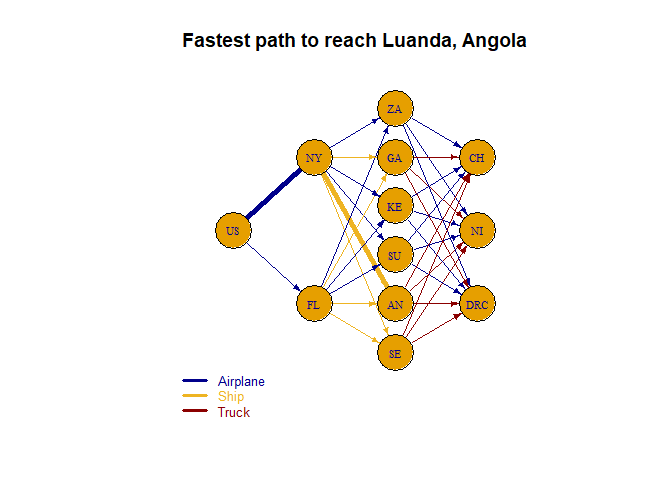 Fastest path to reach Luanda, Angola
ZA
NY
GA
CH
KE
US
NI
SU
FL
AN
DRC
SE
Airplane
Ship
Truck